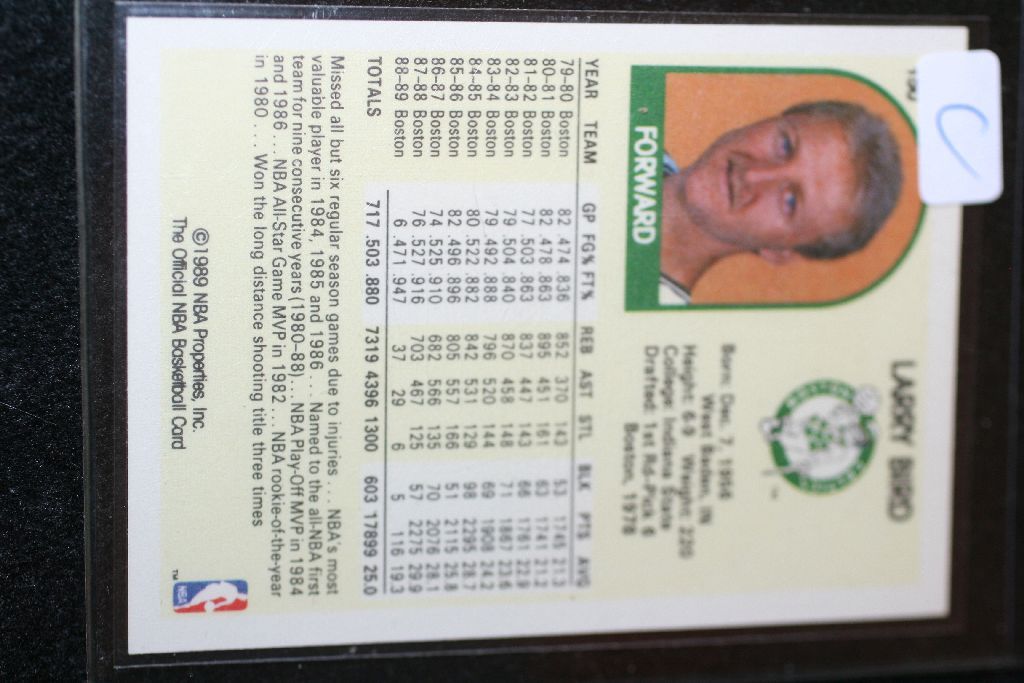 C
150
LARRY BIRD
FORWARD
Born: Dec. 7, 1956
West Baden, IN
Height: 6-9 Weight: 220
College: Indiana State
Drafted: 1st Rd-Pick 6
Boston, 1978
YEAR TEAM GP FG% FT% REB AST STL BLK PTS AVG
79-80 Boston 82 .474 .836 852 370 143 53 1745 21.3
80-81 Boston 82 .478 .863 895 451 161 63 1741 21.2
81-82 Boston 77 .503 .863 837 447 143 66 1761 22.9
82-83 Boston 79 .504 .840 870 458 148 71 1867 23.6
83-84 Boston 79 .492 .888 796 520 144 69 1908 24.2
84-85 Boston 80 .522 .882 842 531 129 98 2295 28.7
85-86 Boston 82 .496 .896 805 557 166 51 2115 25.8
86-87 Boston 74 .525 .910 682 566 135 70 2076 28.1
87-88 Boston 76 .527 .916 703 467 125 57 2275 29.9
88-89 Boston 6 .471 .947 37 29 6 5 116 19.3
TOTALS 717 .503 .880 7319 4396 1300 603 17899 25.0
Missed all but six regular season games due to injuries . . . NBA's most
valuable player in 1984, 1985 and 1986 . . . Named to the all-NBA first
team for nine consecutive years (1980-88) . . . NBA Play-Off MVP in 1984
and 1986 . . . NBA All-Star Game MVP in 1982 . . . NBA rookie-of-the-year
in 1980 . . . Won the long distance shooting title three times
©1989 NBA Properties, Inc.
The Official NBA Basketball Card
NBA
TM